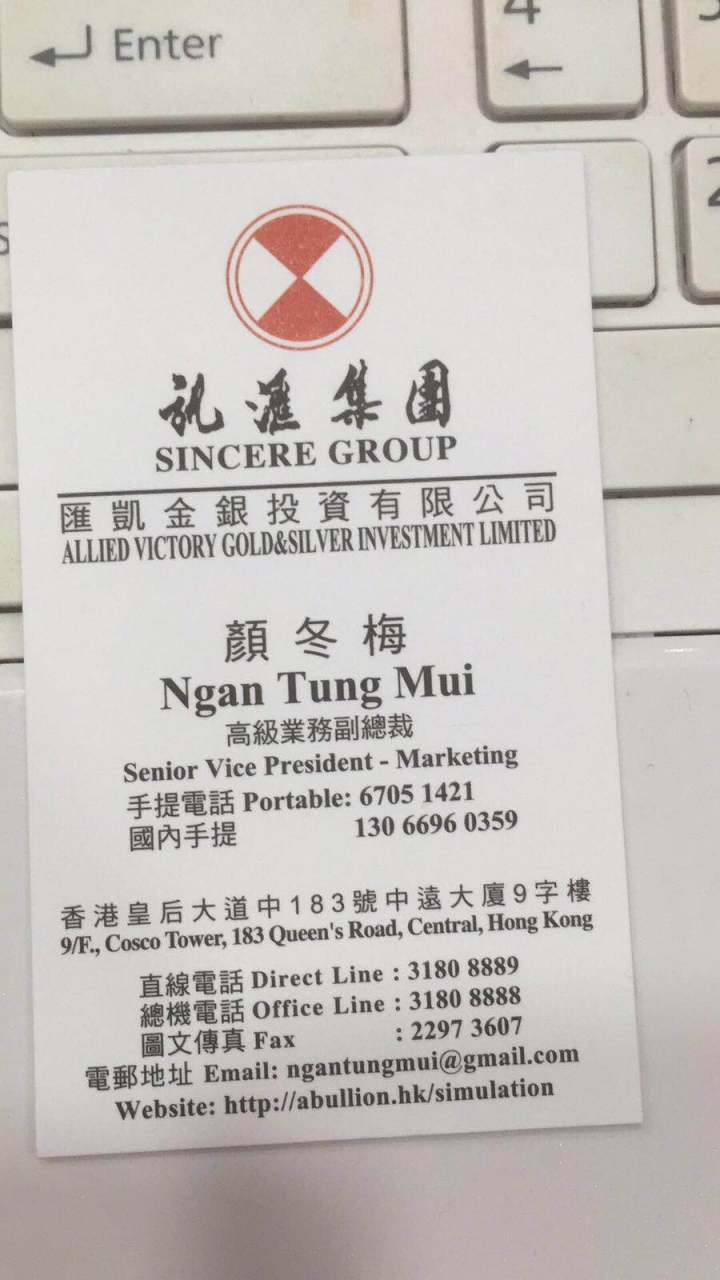 Enter
4
←
訊滙集團
SINCERE GROUP
匯凱金銀投資有限公司
ALLIED VICTORY GOLD&SILVER INVESTMENT LIMITED
顏冬梅
Ngan Tung Mui
高級業務副總裁
Senior Vice President - Marketing
手提電話 Portable: 6705 1421
國內手提 130 6696 0359
香港皇后大道中183號中遠大廈9字樓
9/F., Cosco Tower, 183 Queen's Road, Central, Hong Kong
直線電話 Direct Line : 3180 8889
總機電話 Office Line : 3180 8888
圖文傳真 Fax : 2297 3607
電郵地址 Email: ngantungmui@gmail.com
Website: http://abullion.hk/simulation